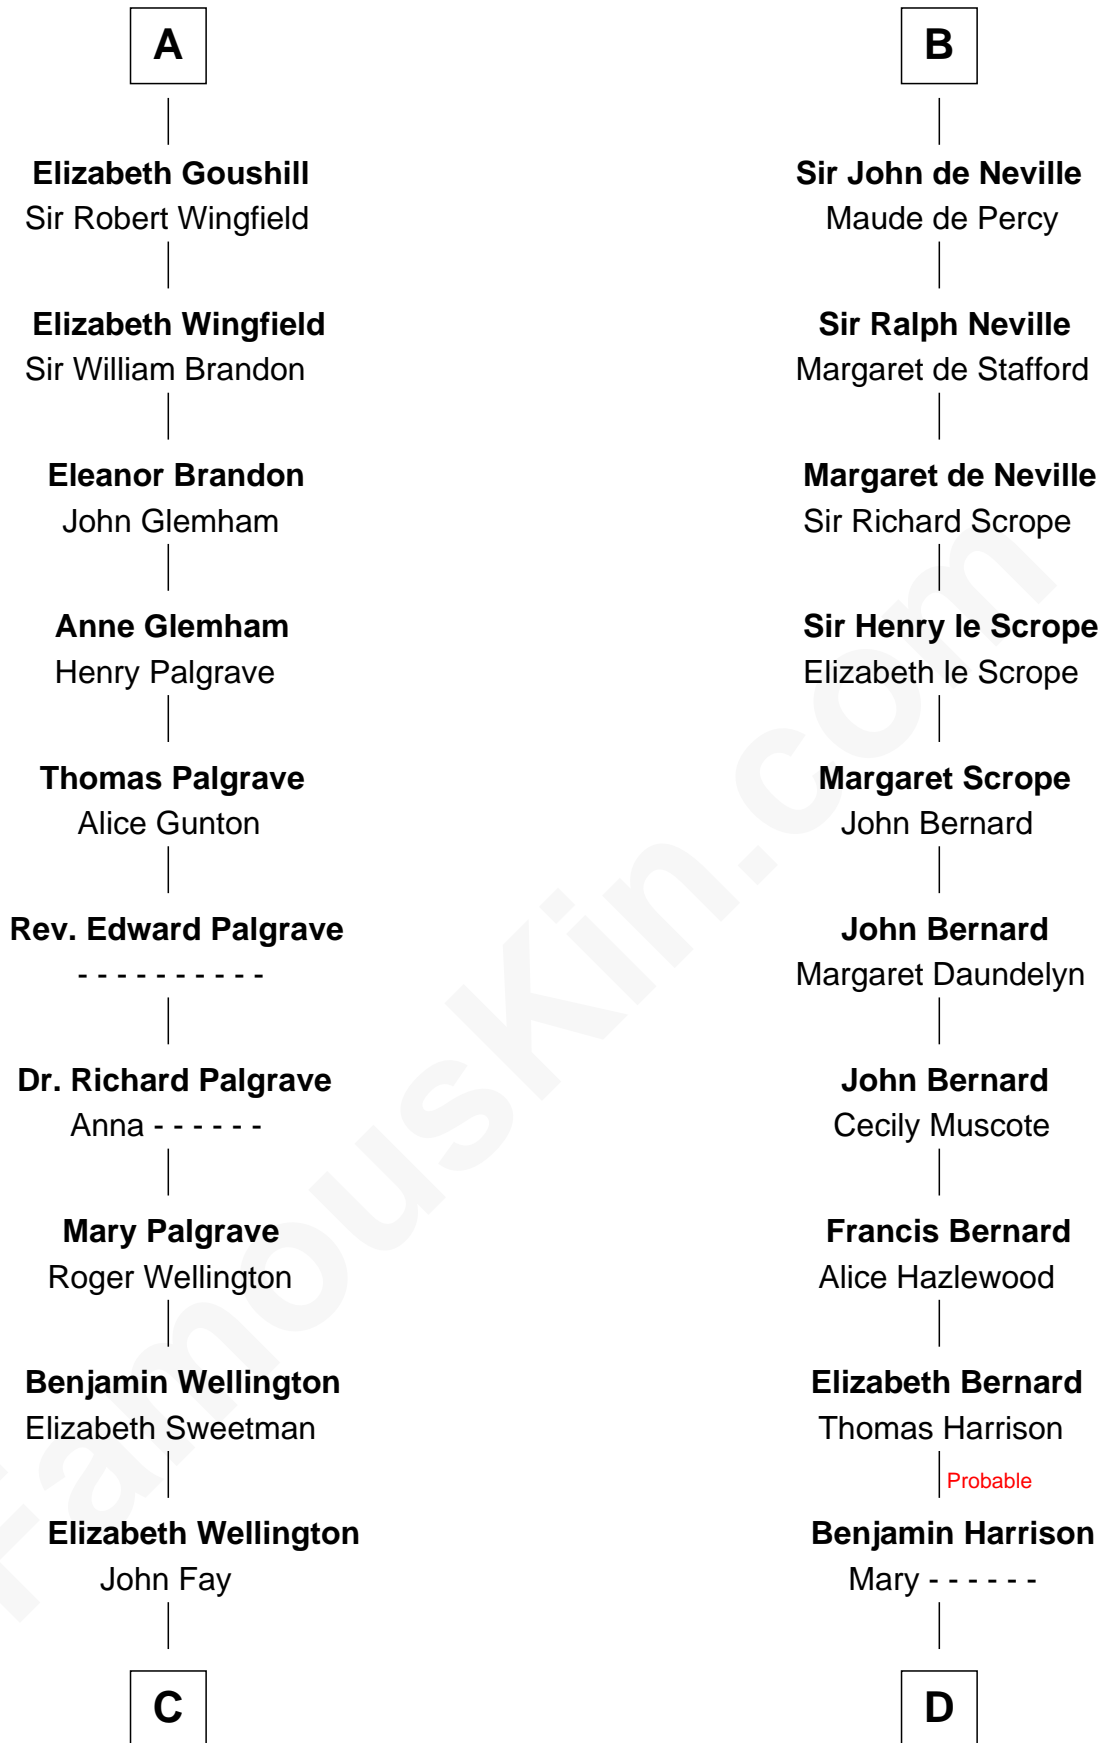 A
Elizabeth Goushill
Sir Robert Wingfield
Elizabeth Wingfield
Sir William Brandon
Eleanor Brandon
John Glemham
Anne Glemham
Henry Palgrave
Thomas Palgrave
Alice Gunton
Rev. Edward Palgrave
- - - - - - - - - -
Dr. Richard Palgrave
Anna - - - - - -
Mary Palgrave
Roger Wellington
Benjamin Wellington
Elizabeth Sweetman
Elizabeth Wellington
John Fay
C
B
Sir John de Neville
Maude de Percy
Sir Ralph Neville
Margaret de Stafford
Margaret de Neville
Sir Richard Scrope
Sir Henry le Scrope
Elizabeth le Scrope
Margaret Scrope
John Bernard
John Bernard
Margaret Daundelyn
John Bernard
Cecily Muscote
Francis Bernard
Alice Hazlewood
Elizabeth Bernard
Thomas Harrison
Probable
Benjamin Harrison
Mary - - - - - -
D
FamousKin.com